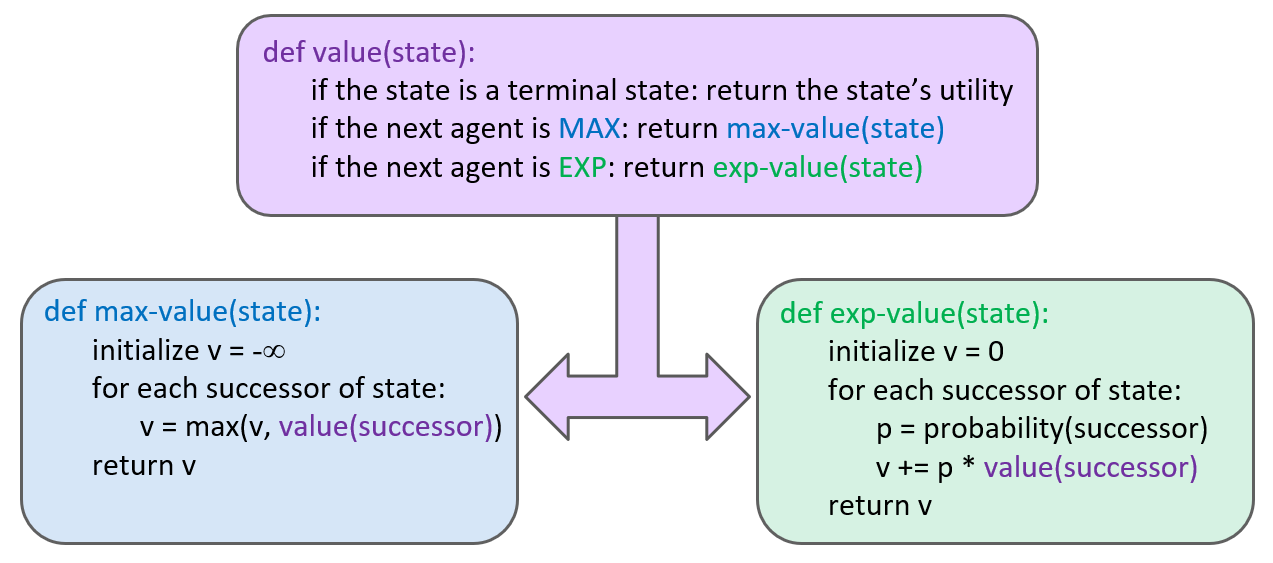 def value(state):
if the state is a terminal state: return the state’s utility
if the next agent is MAX: return max-value(state)
if the next agent is EXP: return exp-value(state)
def max-value(state):
initialize v = -∞
for each successor of state:
v = max(v, value(successor))
return v
def exp-value(state):
initialize v = 0
for each successor of state:
p = probability(successor)
v += p * value(successor)
return v